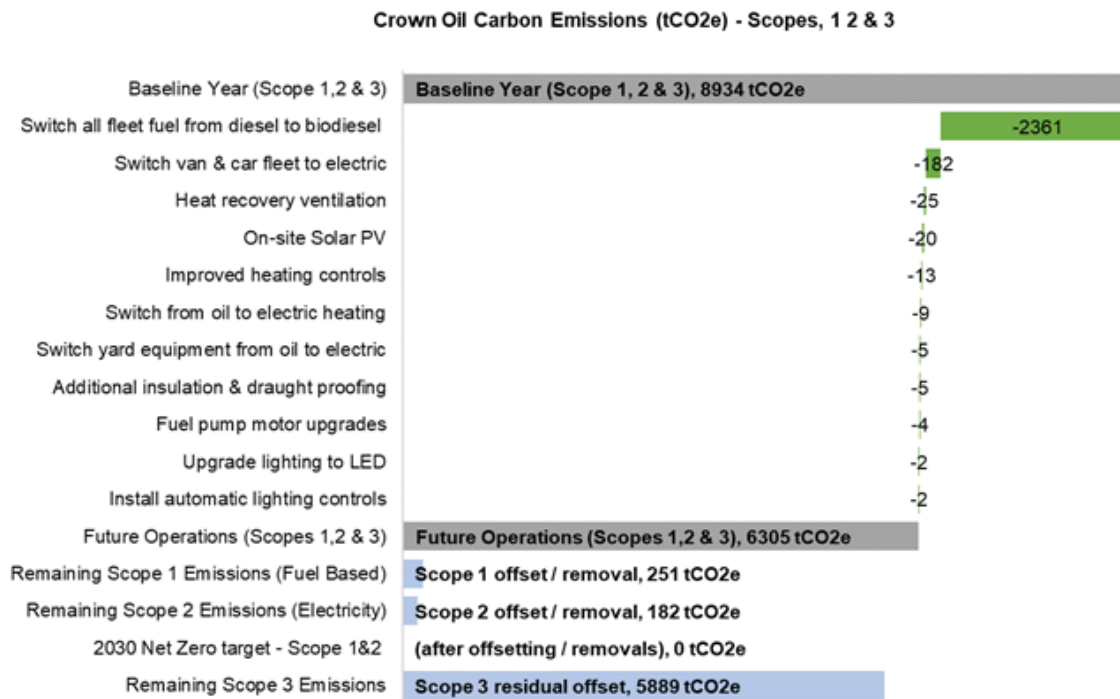 Crown Oil Carbon Emissions (tCO2e) - Scopes, 1 2 & 3
Baseline Year (Scope 1,2 & 3) Baseline Year (Scope 1, 2 & 3), 8934 tCO2e
Switch all fleet fuel from diesel to biodiesel -2361
Switch van & car fleet to electric -182
Heat recovery ventilation -25
On-site Solar PV -20
Improved heating controls -13
Switch from oil to electric heating -9
Switch yard equipment from oil to electric -5
Additional insulation & draught proofing -5
Fuel pump motor upgrades -4
Upgrade lighting to LED -2
Install automatic lighting controls -2
Future Operations (Scopes 1,2 & 3) Future Operations (Scopes 1,2 & 3), 6305 tCO2e
Remaining Scope 1 Emissions (Fuel Based) Scope 1 offset / removal, 251 tCO2e
Remaining Scope 2 Emissions (Electricity) Scope 2 offset / removal, 182 tCO2e
2030 Net Zero target - Scope 1&2 (after offsetting / removals), 0 tCO2e
Remaining Scope 3 Emissions Scope 3 residual offset, 5889 tCO2e